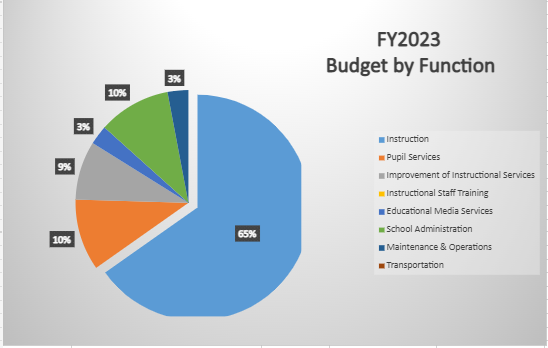 FY2023
Budget by Function
3%
10%
3%
9%
10%
65%
Instruction
Pupil Services
Improvement of Instructional Services
Instructional Staff Training
Educational Media Services
School Administration
Maintenance & Operations
Transportation